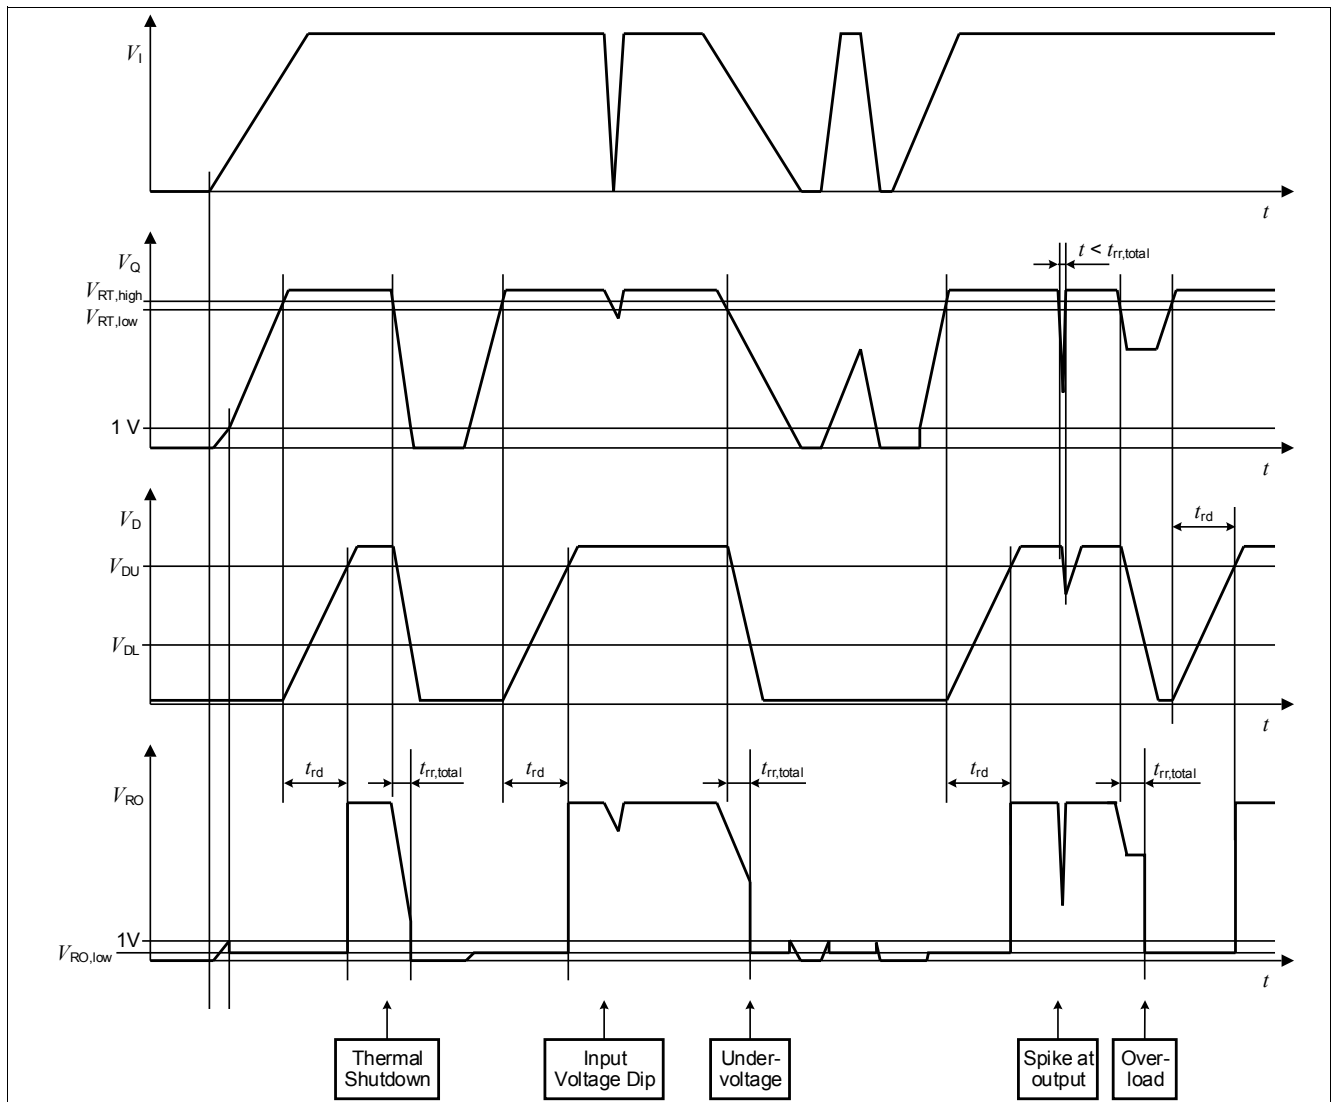 V_I
t
V_Q
t < t_rr,total
V_RT,high
V_RT,low
1 V
t
V_D
t_rd
V_DU
V_DL
t
t_rd
t_rr,total
t_rd
t_rr,total
t_rd
t_rr,total
V_RO
1V
V_RO,low
t
Thermal
Shutdown
Input
Voltage Dip
Under-
voltage
Spike at
output
Over-
load